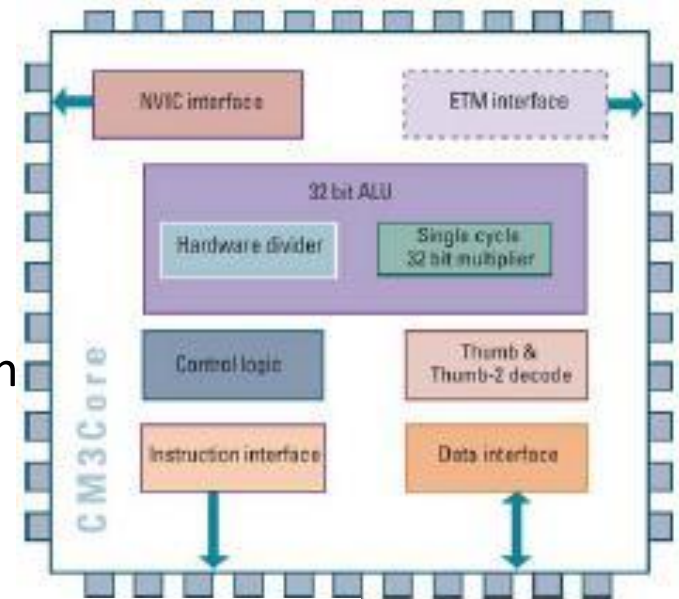 NVIC interface
ETM interface
32 bit ALU
Hardware divider
Single cycle
32 bit multiplier
n
Control logic
Thumb &
Thumb-2 decode
Instruction interface
Data interface
CM3Core